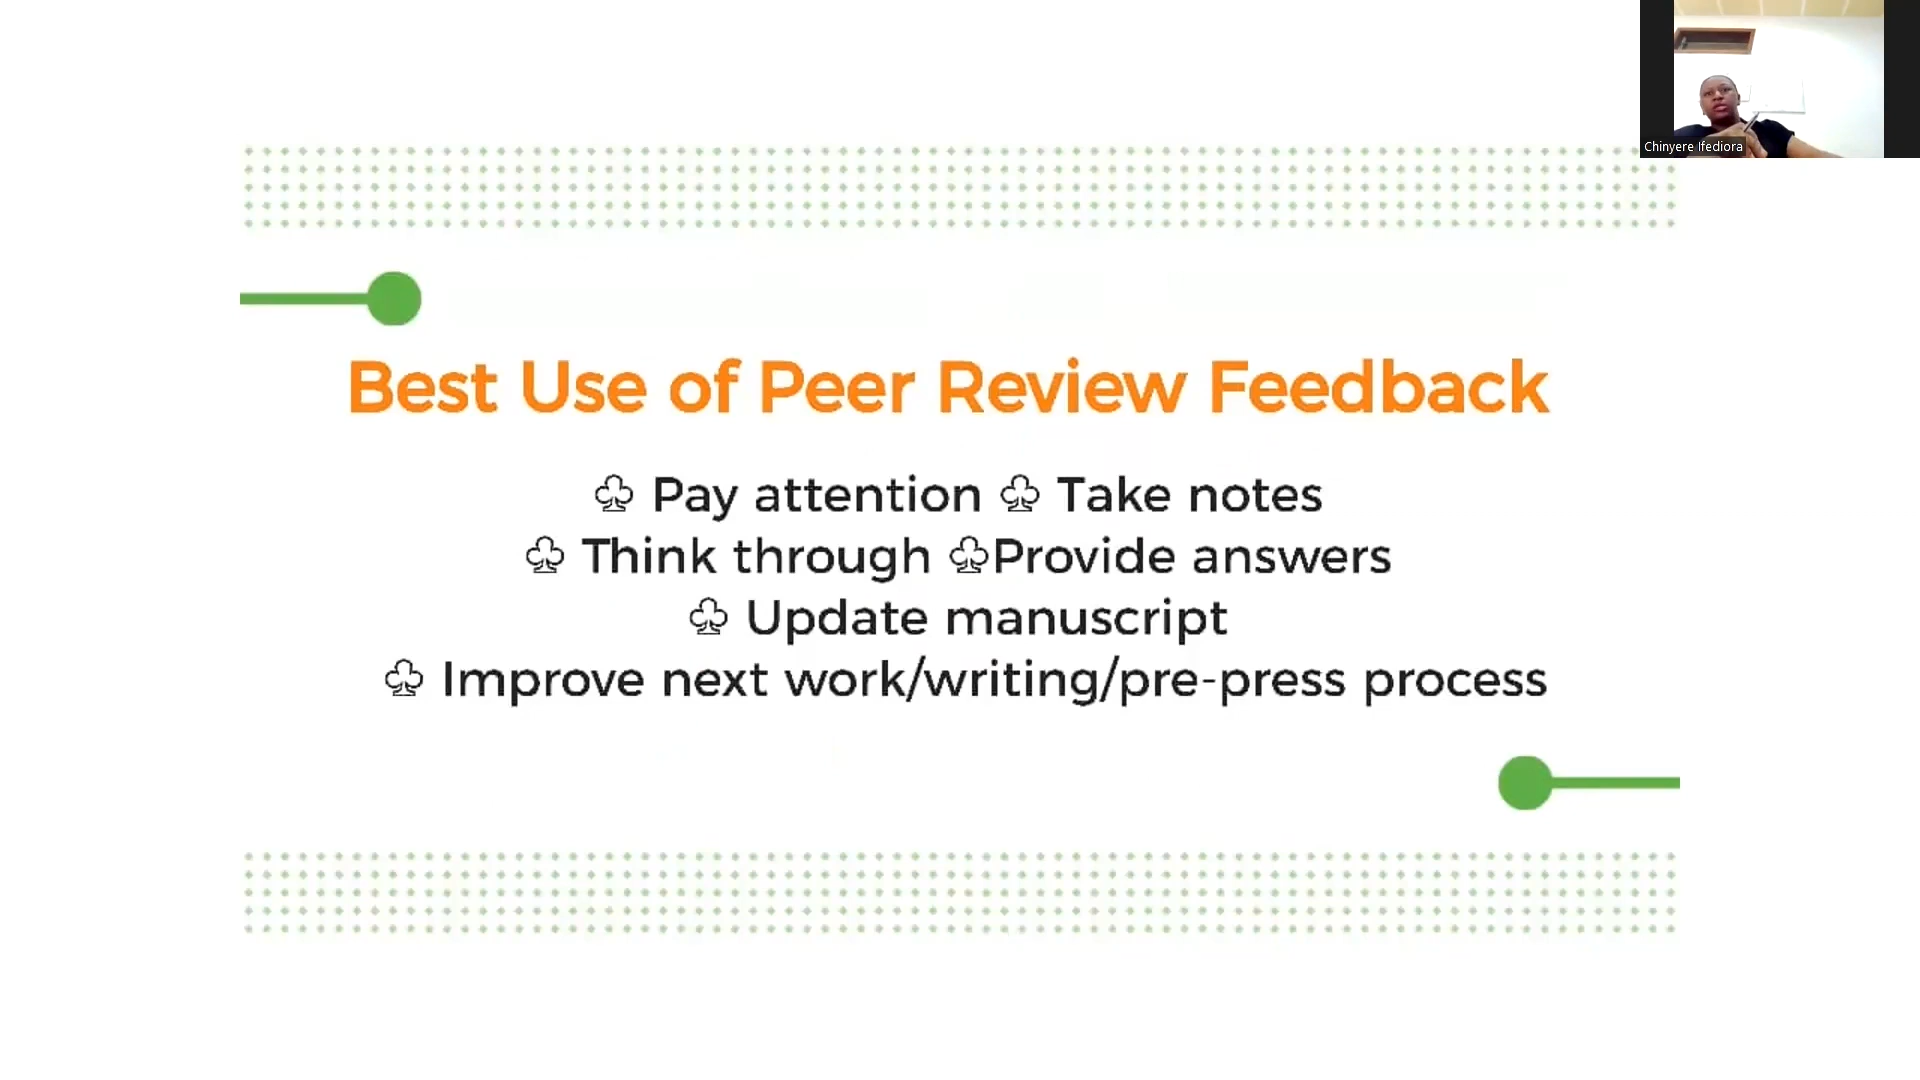 Chinyere Ifediora
Best Use of Peer Review Feedback
♧ Pay attention ♧ Take notes
♧ Think through ♧Provide answers
♧ Update manuscript
♧ Improve next work/writing/pre-press process